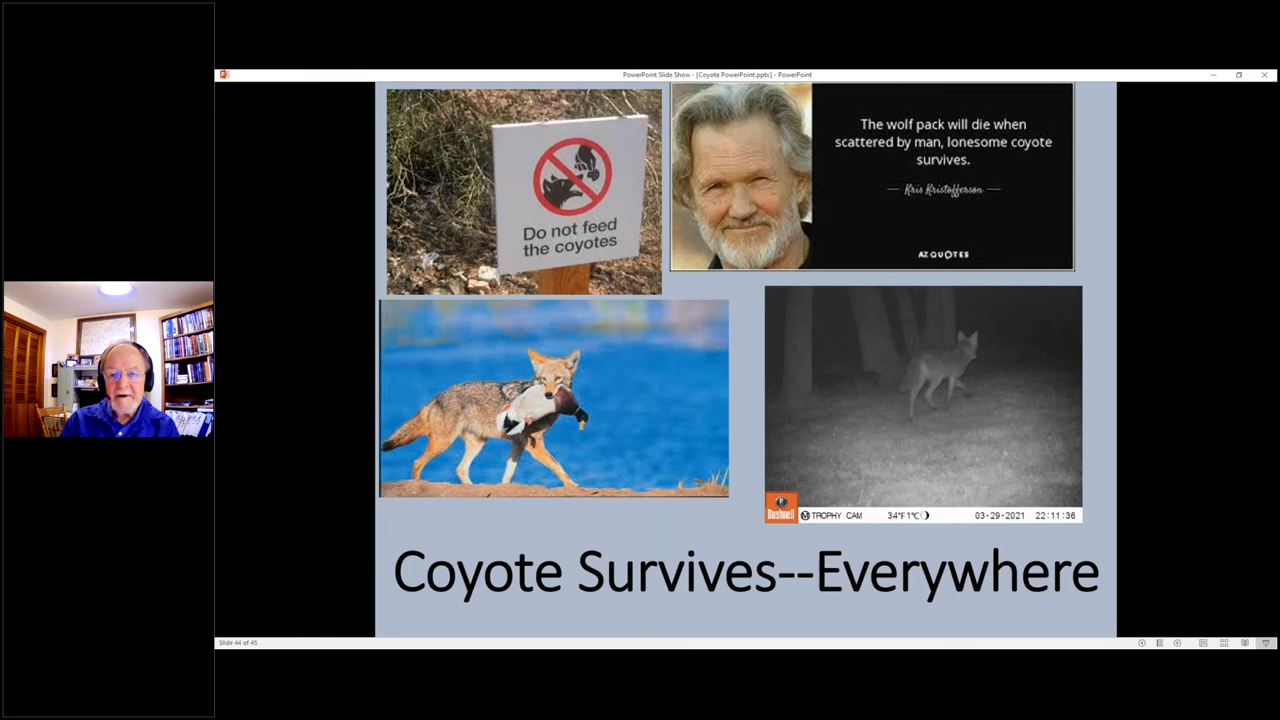 PowerPoint Slide Show - [Coyote PowerPoint.pptx] - PowerPoint
Do not feed
the coyotes
The wolf pack will die when
scattered by man, lonesome coyote
survives.
— Kris Kristofferson —
AZ QUOTES
Bushnell
TROPHY CAM 34°F1°C 03-29-2021 22:11:36
Coyote Survives--Everywhere
Slide 44 of 45